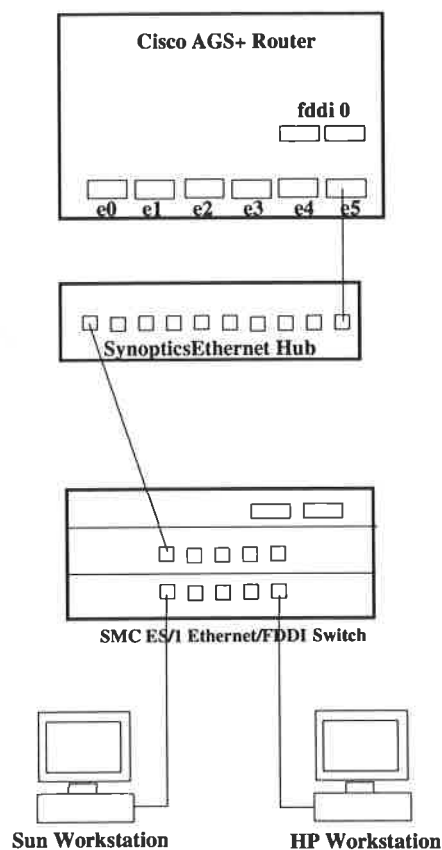 Cisco AGS+ Router
fddi 0
e0 e1 e2 e3 e4 e5
SynopticsEthernet Hub
SMC ES/1 Ethernet/FDDI Switch
Sun Workstation
HP Workstation